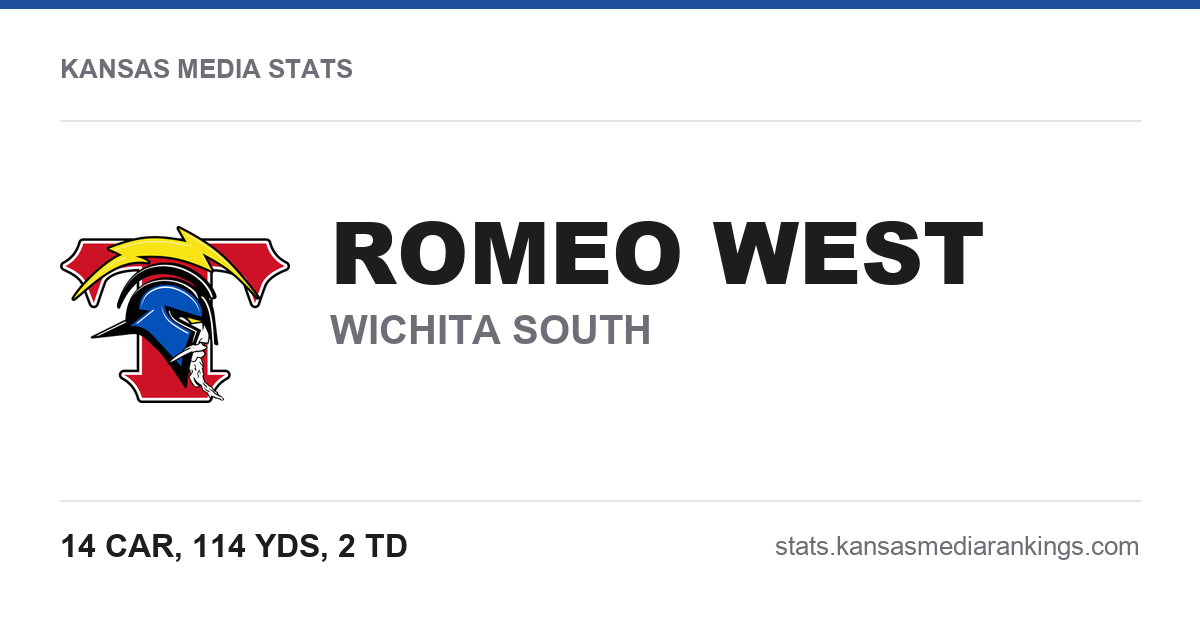 KANSAS MEDIA STATS
T
ROMEO WEST
WICHITA SOUTH
14 CAR, 114 YDS, 2 TD
stats.kansasmediarankings.com